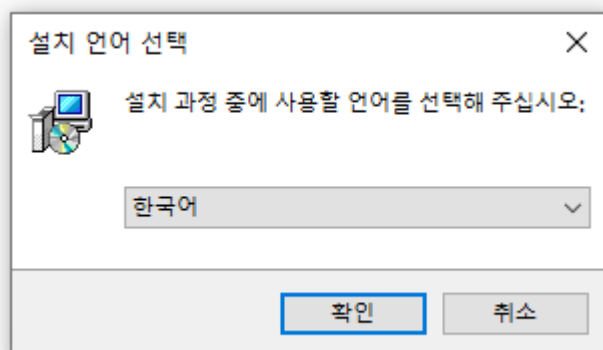 설치 언어 선택
설치 과정 중에 사용할 언어를 선택해 주십시오:
한국어
확인
취소